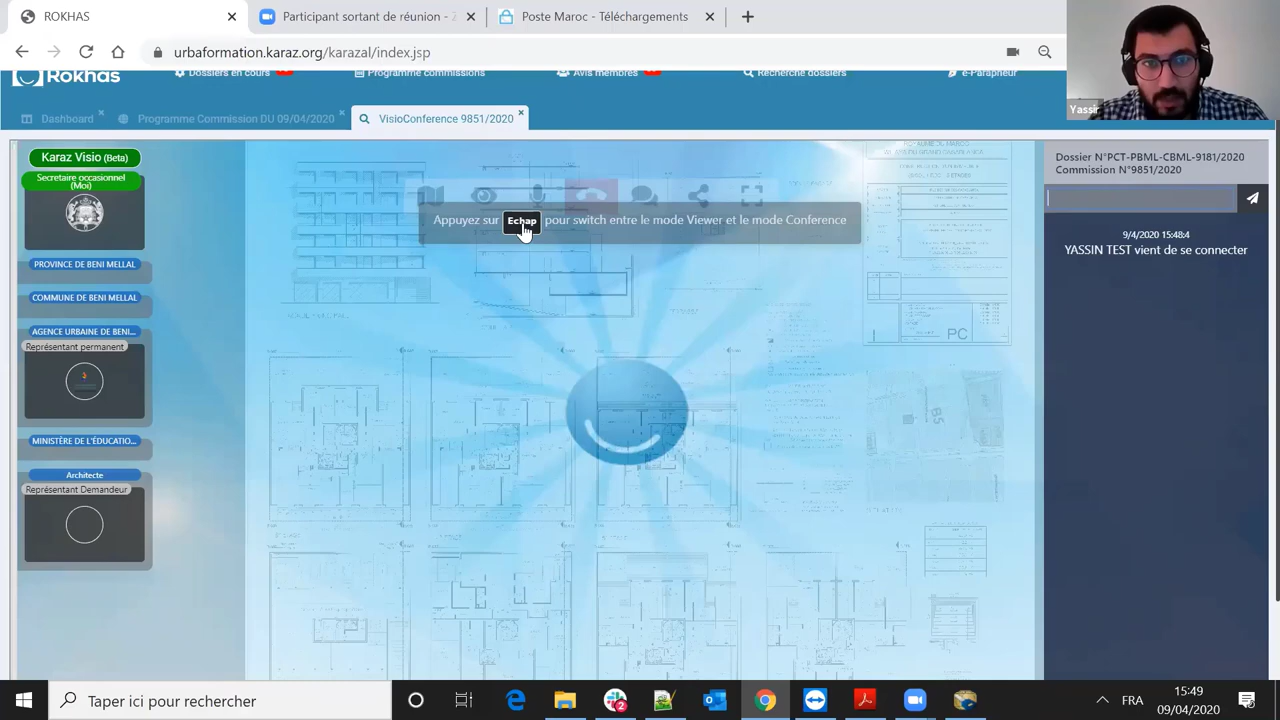 ROKHAS
Participant sortant de réunion - Z
Poste Maroc - Téléchargements
urbaformation.karaz.org/karazal/index.jsp
Rokhas
Dossiers en cours
Programme commissions
Avis membres
Recherche dossiers
e-Parapheur
Yassir
Dashboard
Programme Commission DU 09/04/2020
VisioConference 9851/2020
Karaz Visio (Beta)
Secretaire occasionnel
(Moi)
PROVINCE DE BENI MELLAL
COMMUNE DE BENI MELLAL
AGENCE URBAINE DE BENI...
Représentant permanent
MINISTÈRE DE L'ÉDUCATIO...
Architecte
Représentant Demandeur
Appuyez sur Echap pour switch entre le mode Viewer et le mode Conference
PC
85
Dossier N°PCT-PBML-CBML-9181/2020
Commission N°9851/2020
9/4/2020 15:48:4
YASSIN TEST vient de se connecter
Taper ici pour rechercher
2
FRA
15:49
09/04/2020